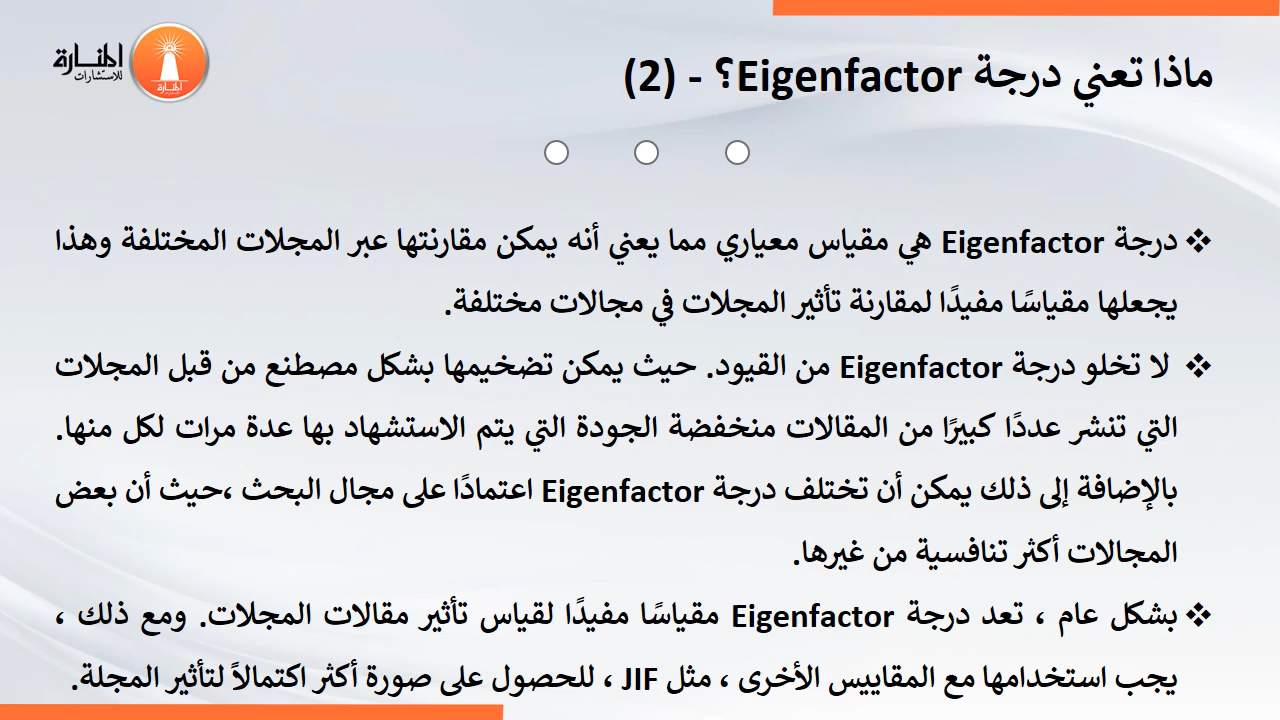 المنارة
للاستشارات
المنارة
ماذا تعني درجة Eigenfactor؟ - (2)
❖ درجة Eigenfactor هي مقياس معياري مما يعني أنه يمكن مقارنتها عبر المجلات المختلفة وهذا
يجعلها مقياسًا مفيدًا لمقارنة تأثير المجلات في مجالات مختلفة.
❖ لا تخلو درجة Eigenfactor من القيود. حيث يمكن تضخيمها بشكل مصطنع من قبل المجلات
التي تنشر عددًا كبيرًا من المقالات منخفضة الجودة التي يتم الاستشهاد بها عدة مرات لكل منها.
بالإضافة إلى ذلك يمكن أن تختلف درجة Eigenfactor اعتمادًا على مجال البحث ،حيث أن بعض
المجالات أكثر تنافسية من غيرها.
❖ بشكل عام ، تعد درجة Eigenfactor مقياسًا مفيدًا لقياس تأثير مقالات المجلات. ومع ذلك ،
يجب استخدامها مع المقاييس الأخرى ، مثل JIF ، للحصول على صورة أكثر اكتمالاً لتأثير المجلة.